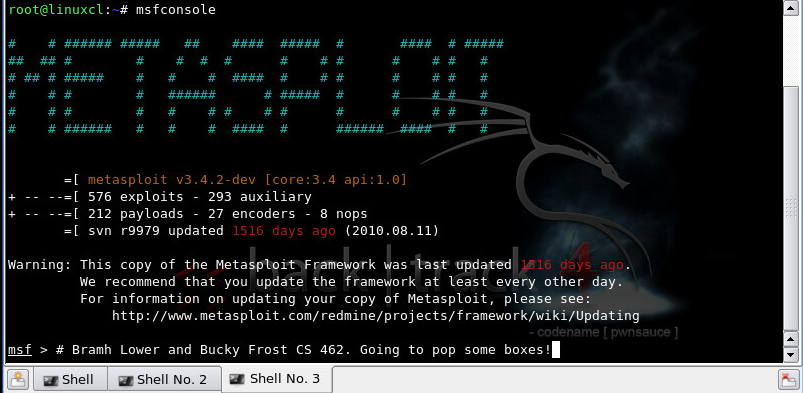 root@linuxcl:~# msfconsole
METASPLOIT
=[ metasploit v3.4.2-dev [core:3.4 api:1.0]
+ -- --=[ 576 exploits - 293 auxiliary
+ -- --=[ 212 payloads - 27 encoders - 8 nops
=[ svn r9979 updated 1516 days ago (2010.08.11)
<< back | track 4
Warning: This copy of the Metasploit Framework was last updated 1516 days ago.
We recommend that you update the framework at least every other day.
For information on updating your copy of Metasploit, please see:
http://www.metasploit.com/redmine/projects/framework/wiki/Updating
- codename [ pwnsauce ]
msf > # Bramh Lower and Bucky Frost CS 462. Going to pop some boxes!
Shell
Shell No. 2
Shell No. 3